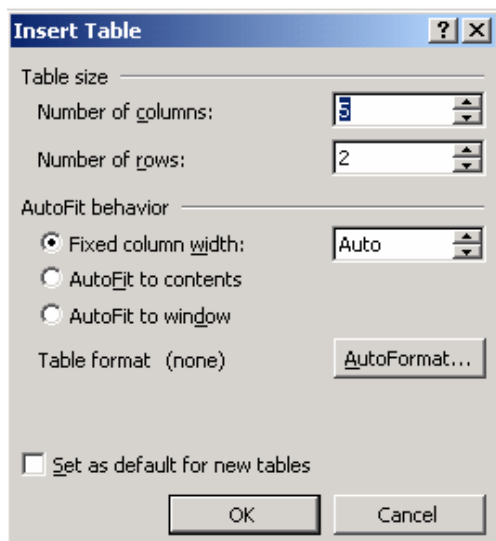 Insert Table
Table size
Number of columns: 5
Number of rows: 2
AutoFit behavior
Fixed column width: Auto
AutoFit to contents
AutoFit to window
Table format (none) AutoFormat...
Set as default for new tables
OK Cancel